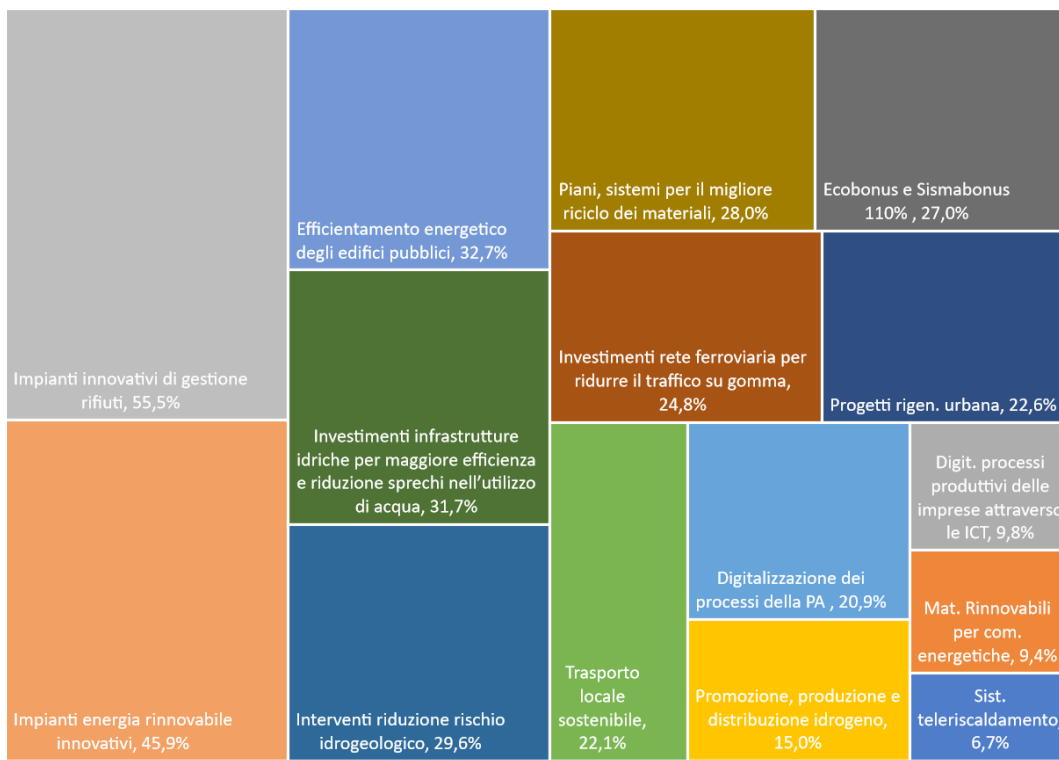 Impianti innovativi di gestione
rifiuti, 55,5%
Impianti energia rinnovabile
innovativi, 45,9%
Efficientamento energetico
degli edifici pubblici, 32,7%
Investimenti infrastrutture
idriche per maggiore efficienza
e riduzione sprechi nell'utilizzo
di acqua, 31,7%
Interventi riduzione rischio
idrogeologico, 29,6%
Piani, sistemi per il migliore
riciclo dei materiali, 28,0%
Ecobonus e Sismabonus
110% , 27,0%
Investimenti rete ferroviaria per
ridurre il traffico su gomma,
24,8%
Progetti rigen. urbana, 22,6%
Trasporto
locale
sostenibile,
22,1%
Digitalizzazione dei
processi della PA , 20,9%
Promozione, produzione e
distribuzione idrogeno,
15,0%
Digit. processi
produttivi delle
imprese attraverso
le ICT, 9,8%
Mat. Rinnovabili
per com.
energetiche, 9,4%
Sist.
teleriscaldamento,
6,7%